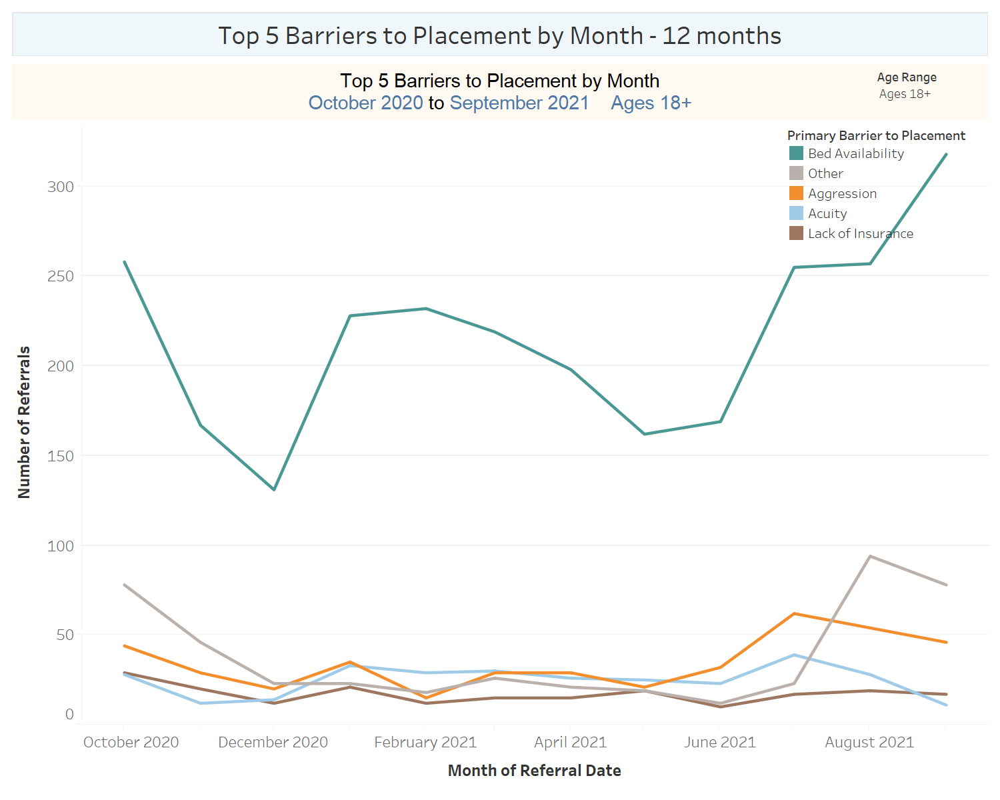 Top 5 Barriers to Placement by Month - 12 months
Top 5 Barriers to Placement by Month
October 2020 to September 2021 Ages 18+
Age Range
Ages 18+
Primary Barrier to Placement
Bed Availability
Other
Aggression
Acuity
Lack of Insurance
300
250
200
150
100
50
0
Number of Referrals
October 2020
December 2020
February 2021
April 2021
June 2021
August 2021
Month of Referral Date